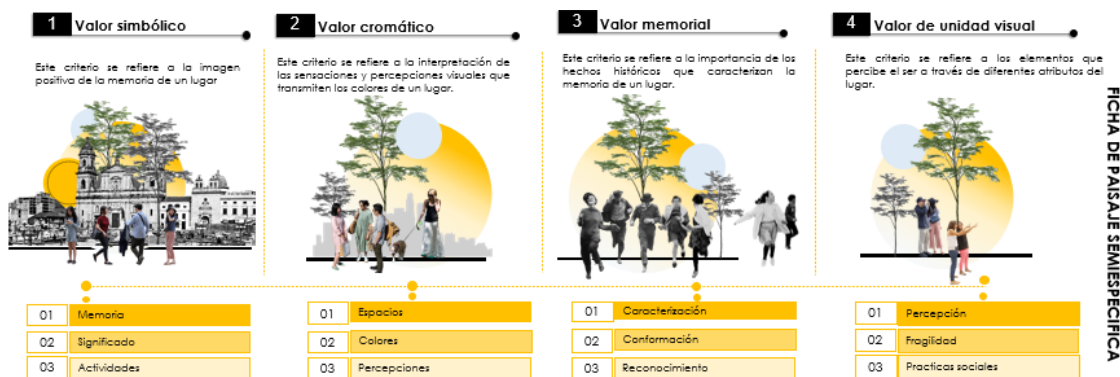 1 Valor simbólico
Este criterio se refiere a la imagen
positiva de la memoria de un lugar
01 Memoria
02 Significado
03 Actividades
2 Valor cromático
Este criterio se refiere a la interpretación de
las sensaciones y percepciones visuales que
transmiten los colores de un lugar.
01 Espacios
02 Colores
03 Percepciones
3 Valor memorial
Este criterio se refiere a la importancia de los
hechos históricos que caracterizan la
memoria de un lugar.
01 Caracterización
02 Conformación
03 Reconocimiento
4 Valor de unidad visual
Este criterio se refiere a los elementos que
percibe el ser a través de diferentes atributos del
lugar.
01 Percepción
02 Fragilidad
03 Practicas sociales
FICHA DE PAISAJE SEMIESPECIFICA